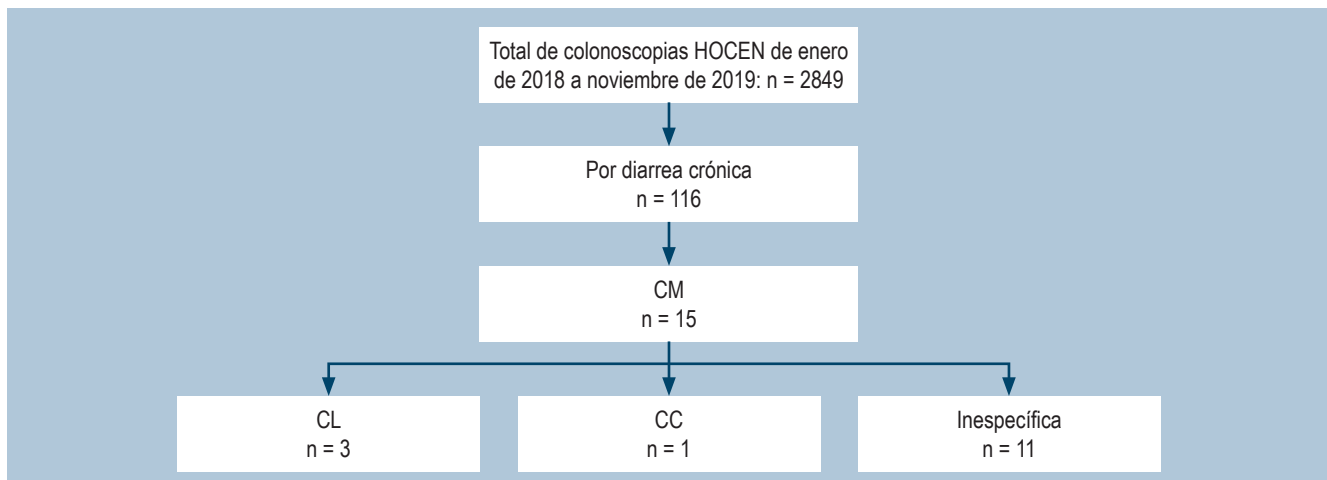 Total de colonoscopias HOCEN de enero
de 2018 a noviembre de 2019: n = 2849
Por diarrea crónica
n = 116
CM
n = 15
CL
n = 3
CC
n = 1
Inespecífica
n = 11